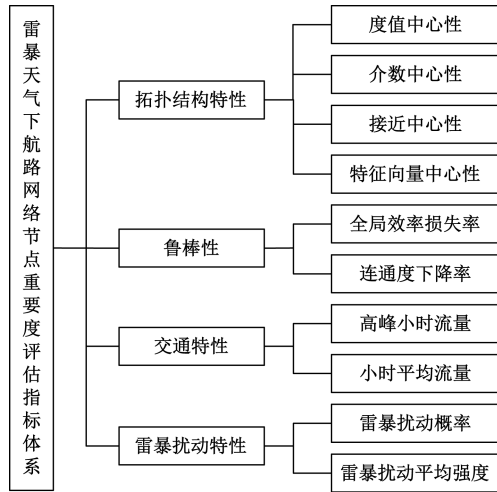 雷暴天气下航路网络节点重要度评估指标体系
拓扑结构特性
度值中心性
介数中心性
接近中心性
特征向量中心性
鲁棒性
全局效率损失率
连通度下降率
交通特性
高峰小时流量
小时平均流量
雷暴扰动特性
雷暴扰动概率
雷暴扰动平均强度